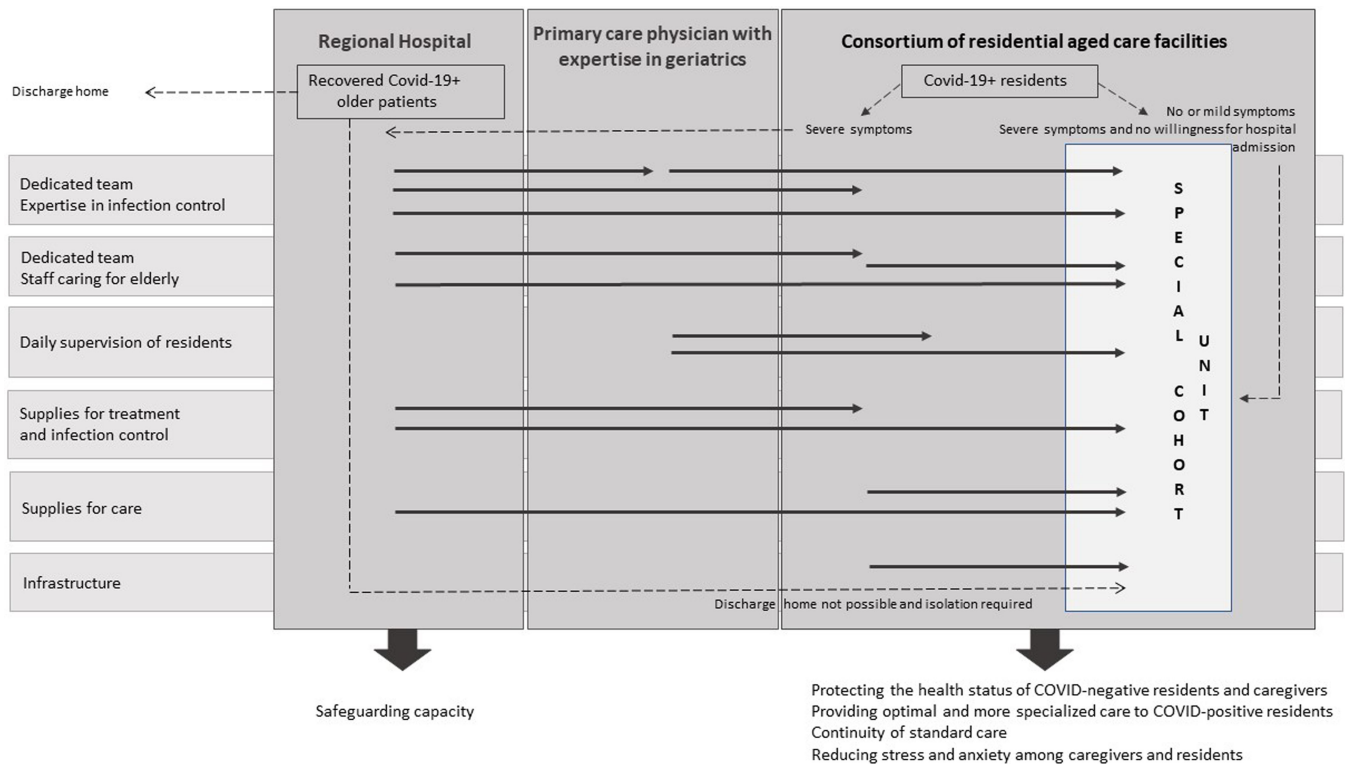 Regional Hospital
Primary care physician with
expertise in geriatrics
Consortium of residential aged care facilities
Discharge home
Recovered Covid-19+
older patients
Covid-19+ residents
Severe symptoms
No or mild symptoms
Severe symptoms and no willingness for hospital
admission
Dedicated team
Expertise in infection control
Dedicated team
Staff caring for elderly
Daily supervision of residents
Supplies for treatment
and infection control
Supplies for care
Infrastructure
SPECIAL COHORT
UNIT
Discharge home not possible and isolation required
Safeguarding capacity
Protecting the health status of COVID-negative residents and caregivers
Providing optimal and more specialized care to COVID-positive residents
Continuity of standard care
Reducing stress and anxiety among caregivers and residents